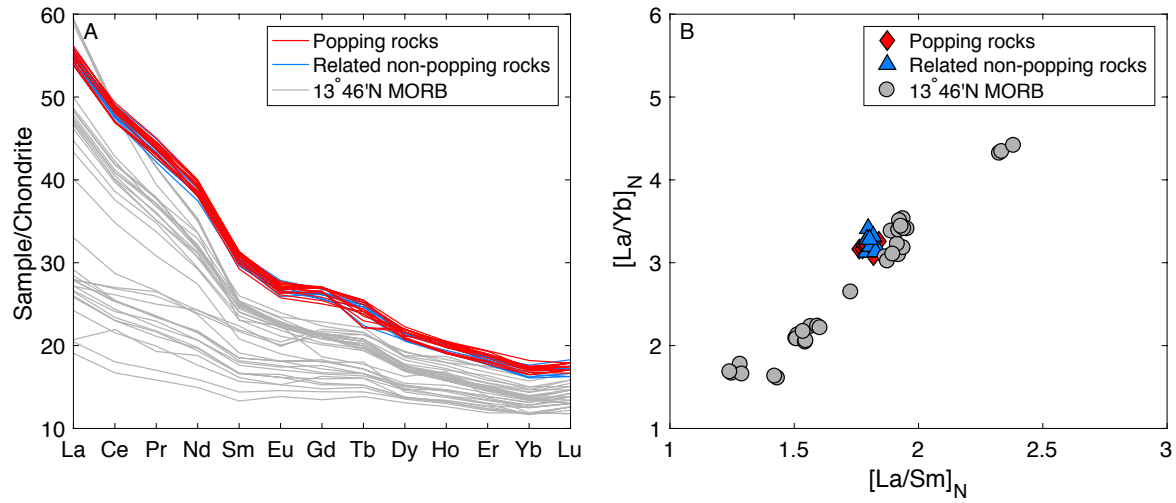 A
Popping rocks
Related non-popping rocks
13°46'N MORB
60
50
40
30
20
10
Sample/Chondrite
La Ce Pr Nd Sm Eu Gd Tb Dy Ho Er Yb Lu
B
Popping rocks
Related non-popping rocks
13°46'N MORB
6
5
4
3
2
1
[La/Yb]N
1 1.5 2 2.5 3
[La/Sm]N